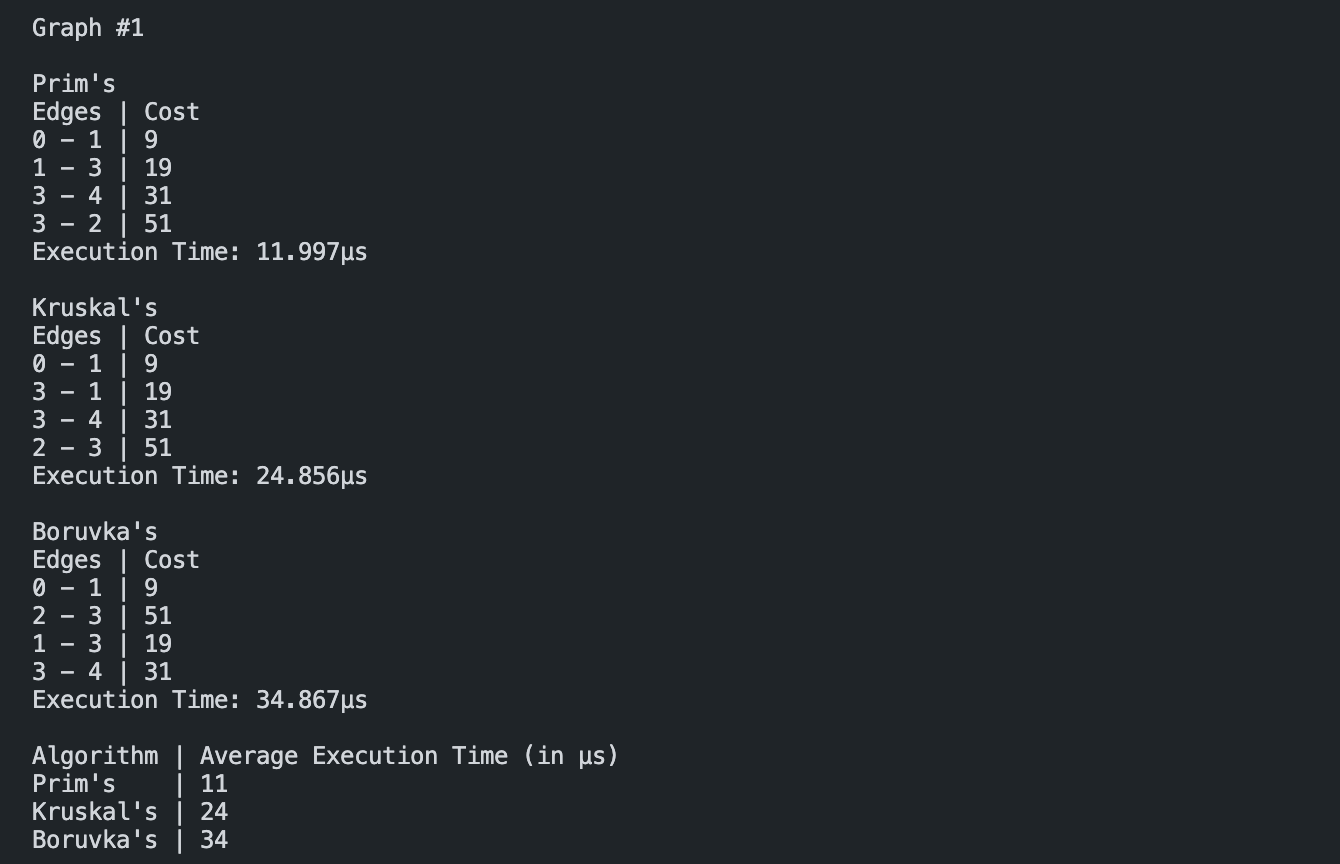 Graph #1
Prim's
Edges | Cost
0 – 1 | 9
1 – 3 | 19
3 – 4 | 31
3 – 2 | 51
Execution Time: 11.997µs
Kruskal's
Edges | Cost
0 – 1 | 9
3 – 1 | 19
3 – 4 | 31
2 – 3 | 51
Execution Time: 24.856µs
Boruvka's
Edges | Cost
0 – 1 | 9
2 – 3 | 51
1 – 3 | 19
3 – 4 | 31
Execution Time: 34.867µs
Algorithm | Average Execution Time (in µs)
Prim's    | 11
Kruskal's | 24
Boruvka's | 34